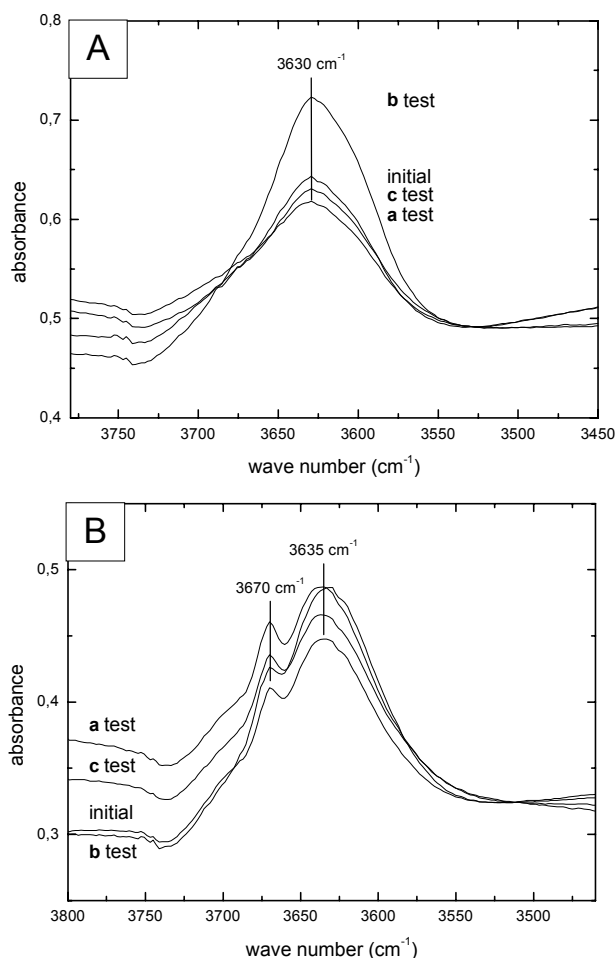 A
3630 cm⁻¹
b test
initial
c test
a test
0,8
0,7
0,6
0,5
0,4
absorbance
3750 3700 3650 3600 3550 3500 3450
wave number (cm⁻¹)
B
3635 cm⁻¹
3670 cm⁻¹
a test
c test
initial
b test
0,5
0,4
0,3
absorbance
3800 3750 3700 3650 3600 3550 3500
wave number (cm⁻¹)